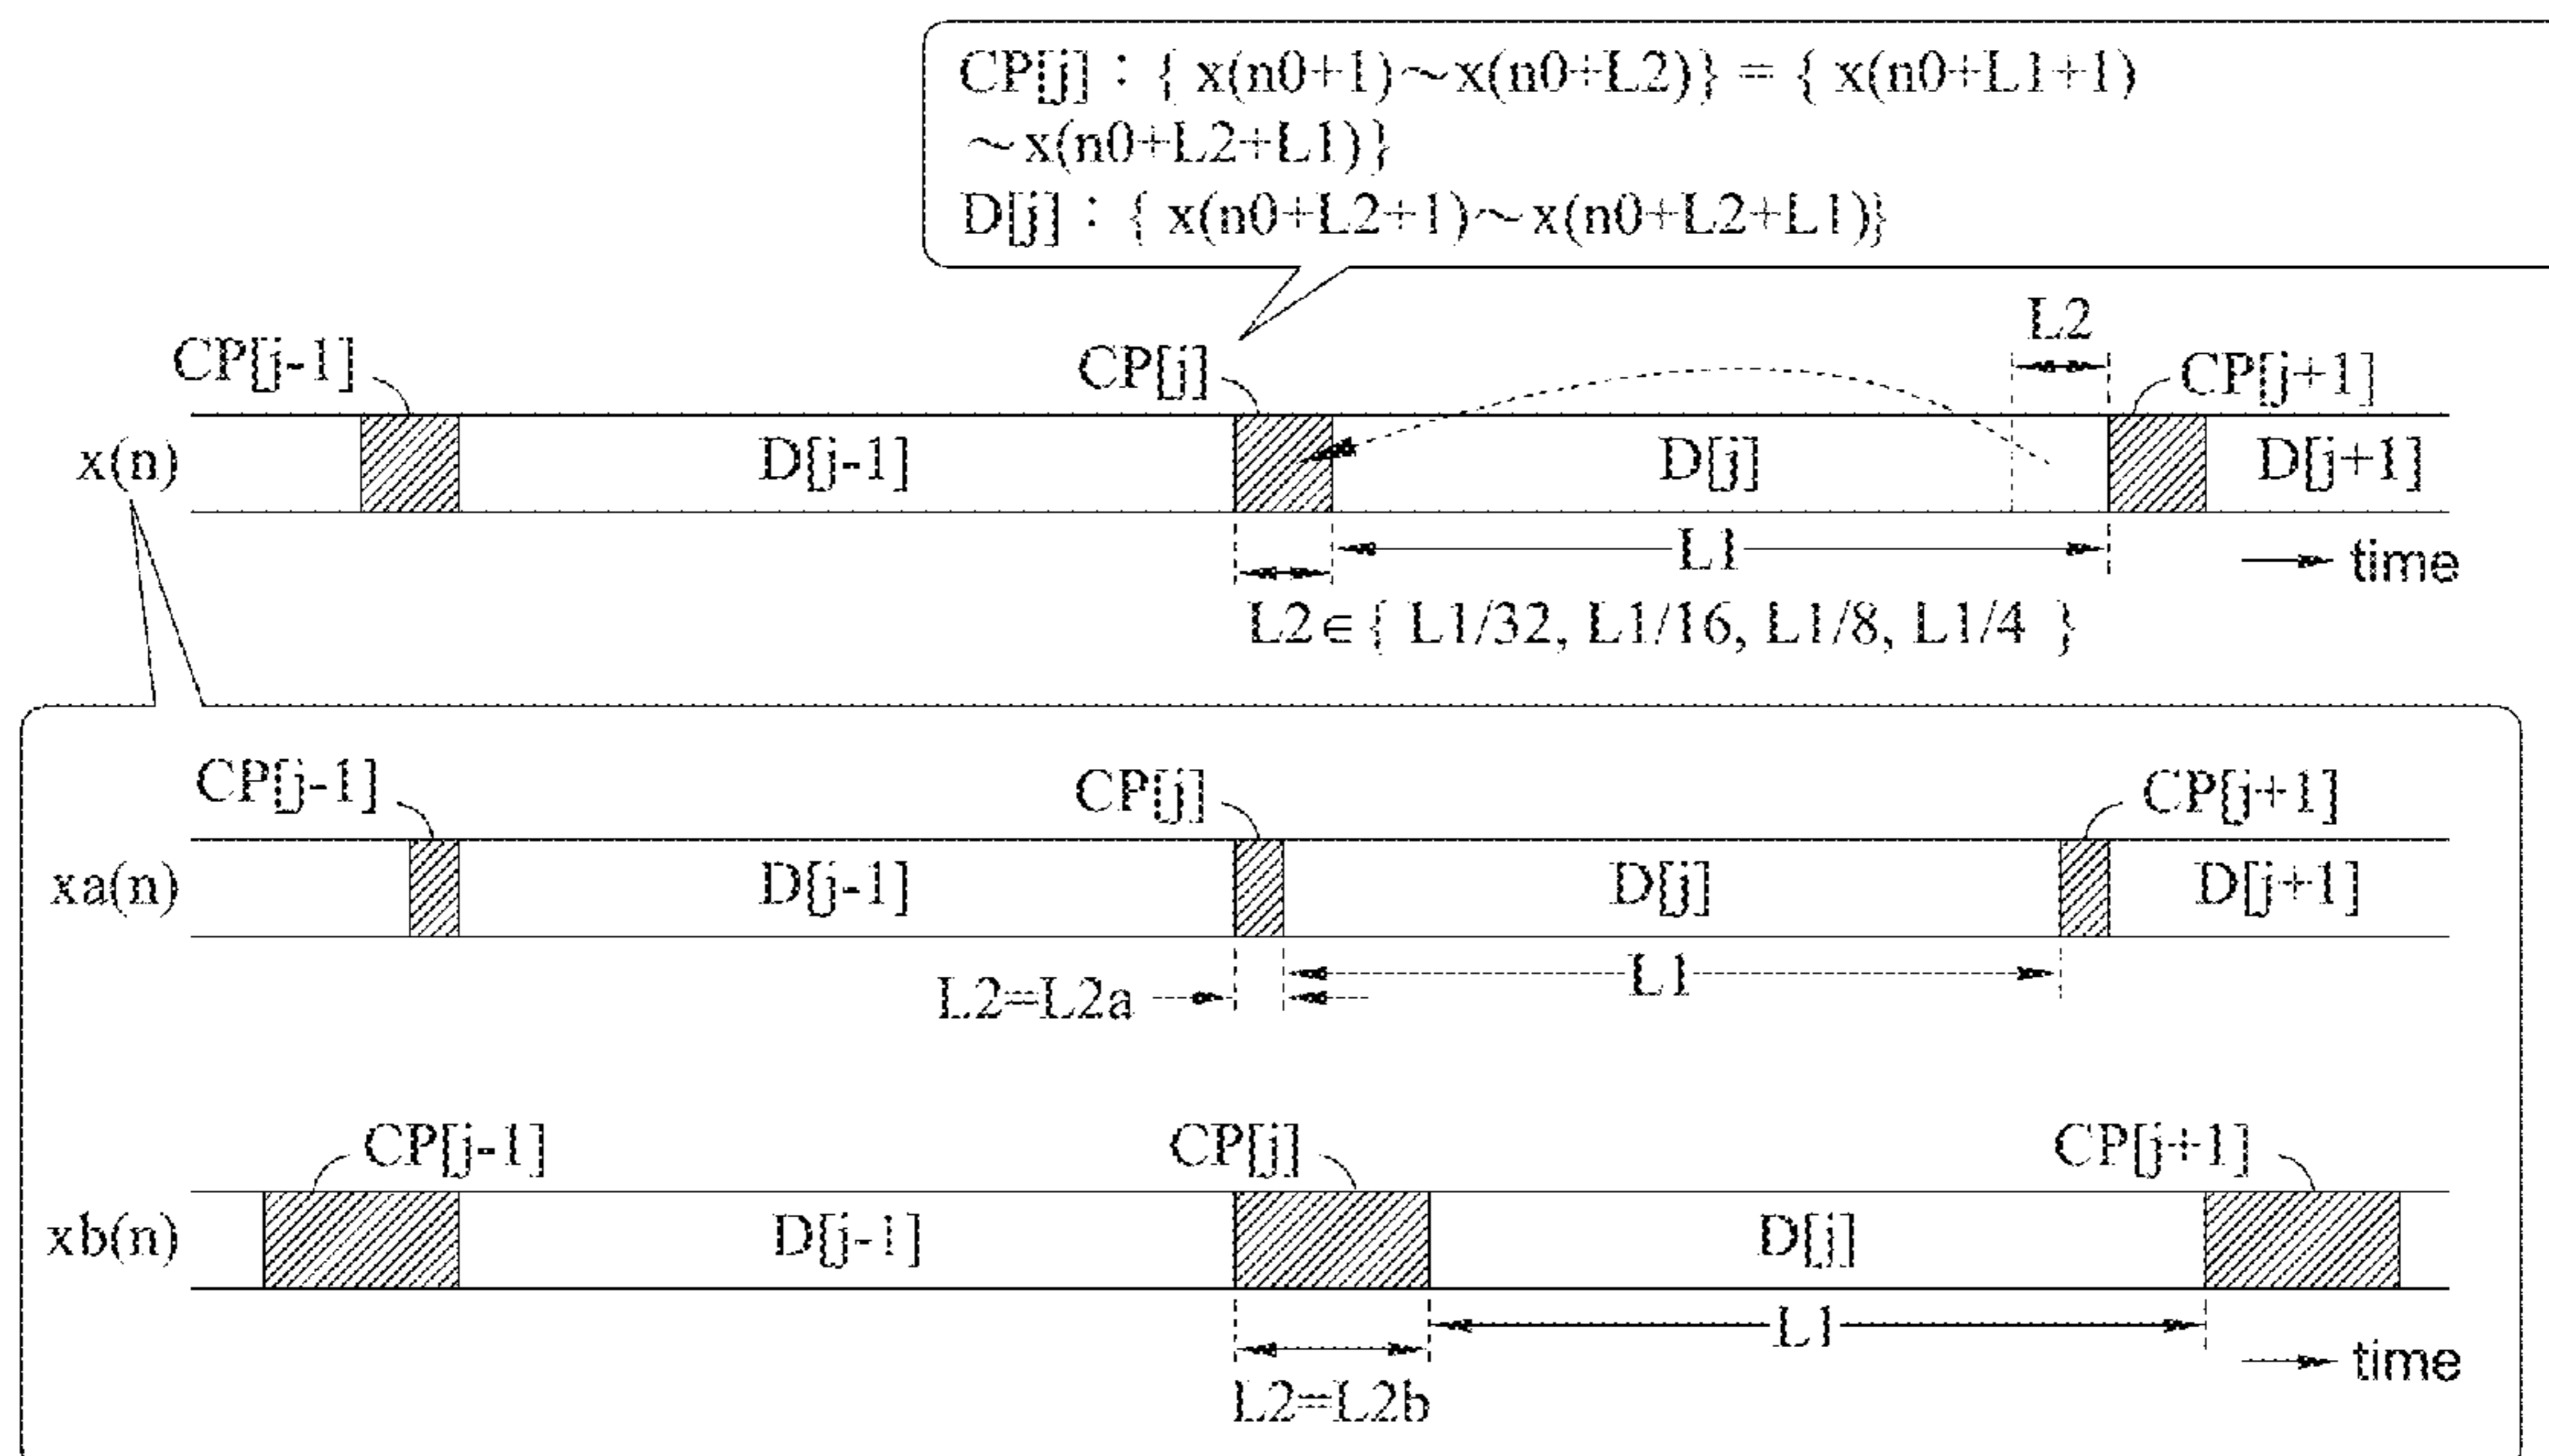 CP[j] : { x(n0+1)~x(n0+L2)} = { x(n0+L1+1)
~x(n0+L2+L1)}
D[j] : { x(n0+L2+1)~x(n0+L2+L1)}
L2
CP[j-1] CP[j] CP[j+1]
x(n) D[j-1] D[j] D[j+1]
L1
time
L2∈{ L1/32, L1/16, L1/8, L1/4 }
CP[j-1] CP[j] CP[j+1]
xa(n) D[j-1] D[j] D[j+1]
L2=L2a L1
CP[j-1] CP[j] CP[j+1]
xb(n) D[j-1] D[j]
L1
time
L2=L2b